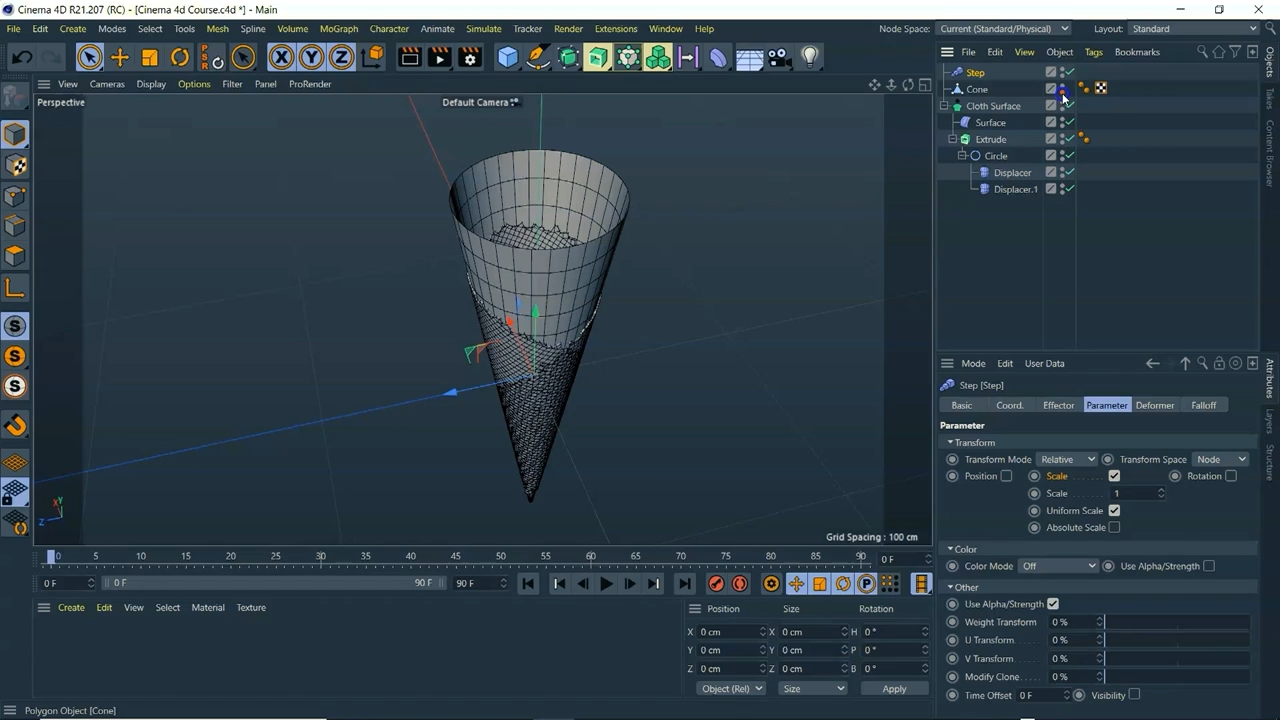 Cinema 4D R21.207 (RC) - [Cinema 4d Course.c4d *] - Main
File Edit Create Modes Select Tools Mesh Spline Volume MoGraph Character Animate Simulate Tracker Render Extensions Window Help
Node Space: Current (Standard/Physical) Layout: Standard
X Y Z
File Edit View Object Tags Bookmarks
View Cameras Display Options Filter Panel ProRender
Perspective
Default Camera
Step
Cone
Cloth Surface
Surface
Extrude
Circle
Displacer
Displacer.1
Objects
Takes
Content Browser
Attributes
Layers
Structure
Mode Edit User Data
Step [Step]
Basic Coord. Effector Parameter Deformer Falloff
Parameter
Transform
Transform Mode Relative Transform Space Node
Position Scale Rotation
Scale 1
Uniform Scale
Absolute Scale
Color
Color Mode Off Use Alpha/Strength
Other
Use Alpha/Strength
Weight Transform 0 %
U Transform 0 %
V Transform 0 %
Modify Clone 0 %
Time Offset 0 F Visibility
Grid Spacing : 100 cm
0 5 10 15 20 25 30 35 40 45 50 55 60 65 70 75 80 85 90 0 F
0 F 0 F 90 F 90 F
Create Edit View Select Material Texture
Position Size Rotation
X 0 cm X 0 cm H 0 °
Y 0 cm Y 0 cm P 0 °
Z 0 cm Z 0 cm B 0 °
Object (Rel) Size Apply
Polygon Object [Cone]